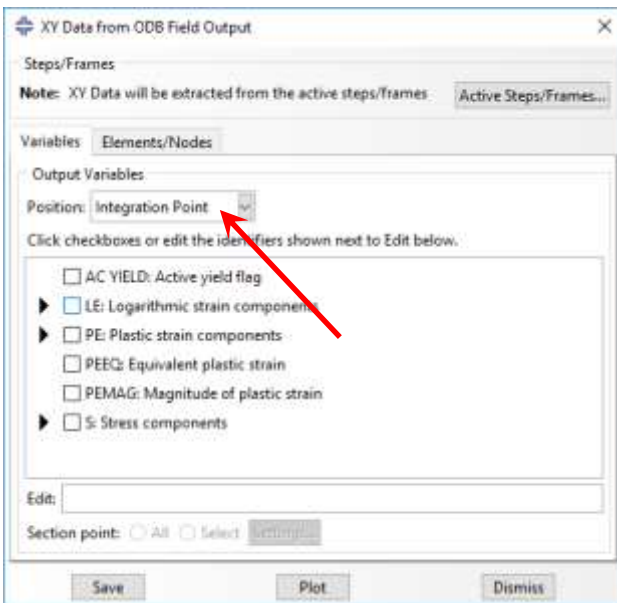 XY Data from ODB Field Output
Steps/Frames
Note: XY Data will be extracted from the active steps/frames Active Steps/Frames...
Variables Elements/Nodes
Output Variables
Position: Integration Point
Click checkboxes or edit the identifiers shown next to Edit below.
AC YIELD: Active yield flag
LE: Logarithmic strain components
PE: Plastic strain components
PEEQ: Equivalent plastic strain
PEMAG: Magnitude of plastic strain
S: Stress components
Edit:
Section point: All Select Settings...
Save Plot Dismiss